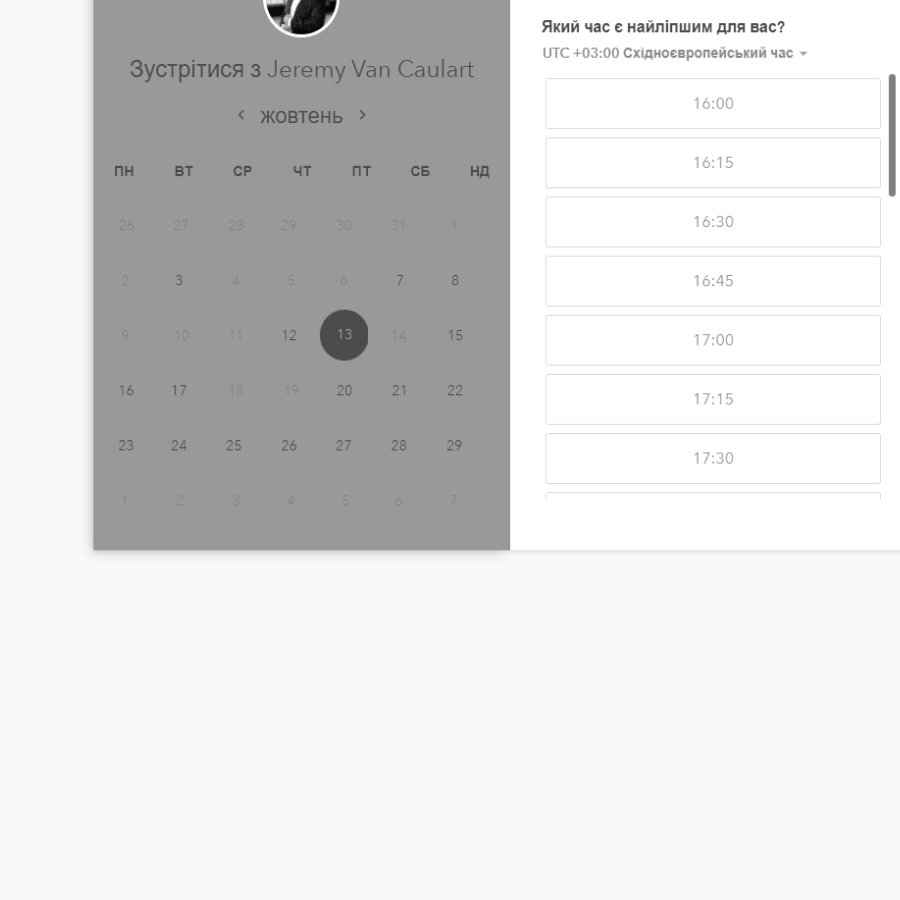 Зустрітися з Jeremy Van Caulart
жовтень
ПН ВТ СР ЧТ ПТ СБ НД
26 27 28 29 30 31 1
2 3 4 5 6 7 8
9 10 11 12 13 14 15
16 17 18 19 20 21 22
23 24 25 26 27 28 29
1 2 3 4 5 6 7
Який час є найліпшим для вас?
UTC +03:00 Східноєвропейський час
16:00
16:15
16:30
16:45
17:00
17:15
17:30